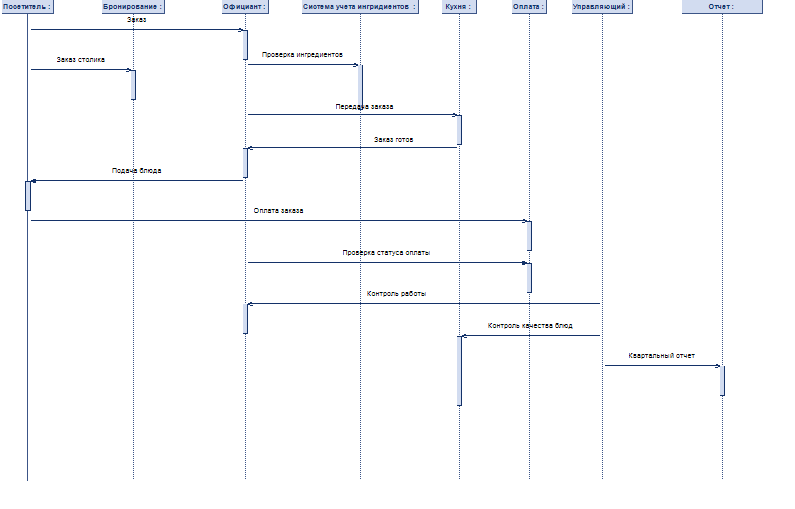 Посетитель :
Бронирование :
Официант :
Система учета ингридиентов :
Кухня :
Оплата :
Управляющий :
Отчет :
Заказ
Проверка ингредиентов
Заказ столика
Передача заказа
Заказ готов
Подача блюда
Оплата заказа
Проверка статуса оплаты
Контроль работы
Контроль качества блюд
Квартальный отчет